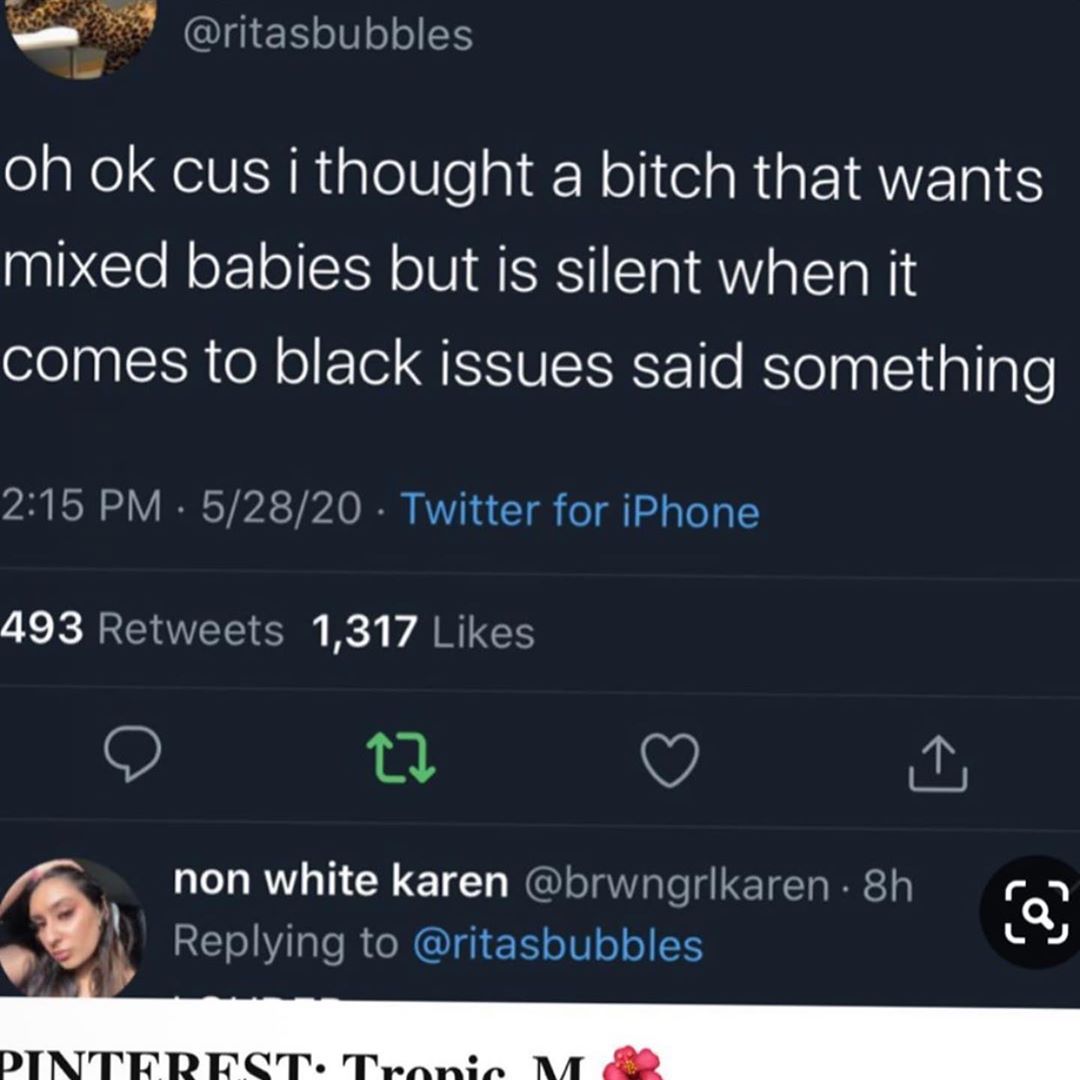 @ritasbubbles
oh ok cus i thought a bitch that wants
mixed babies but is silent when it
comes to black issues said something
2:15 PM · 5/28/20 · Twitter for iPhone
493 Retweets 1,317 Likes
non white karen @brwngrlkaren · 8h
Replying to @ritasbubbles
PINTEREST: Tropic_M 🌺